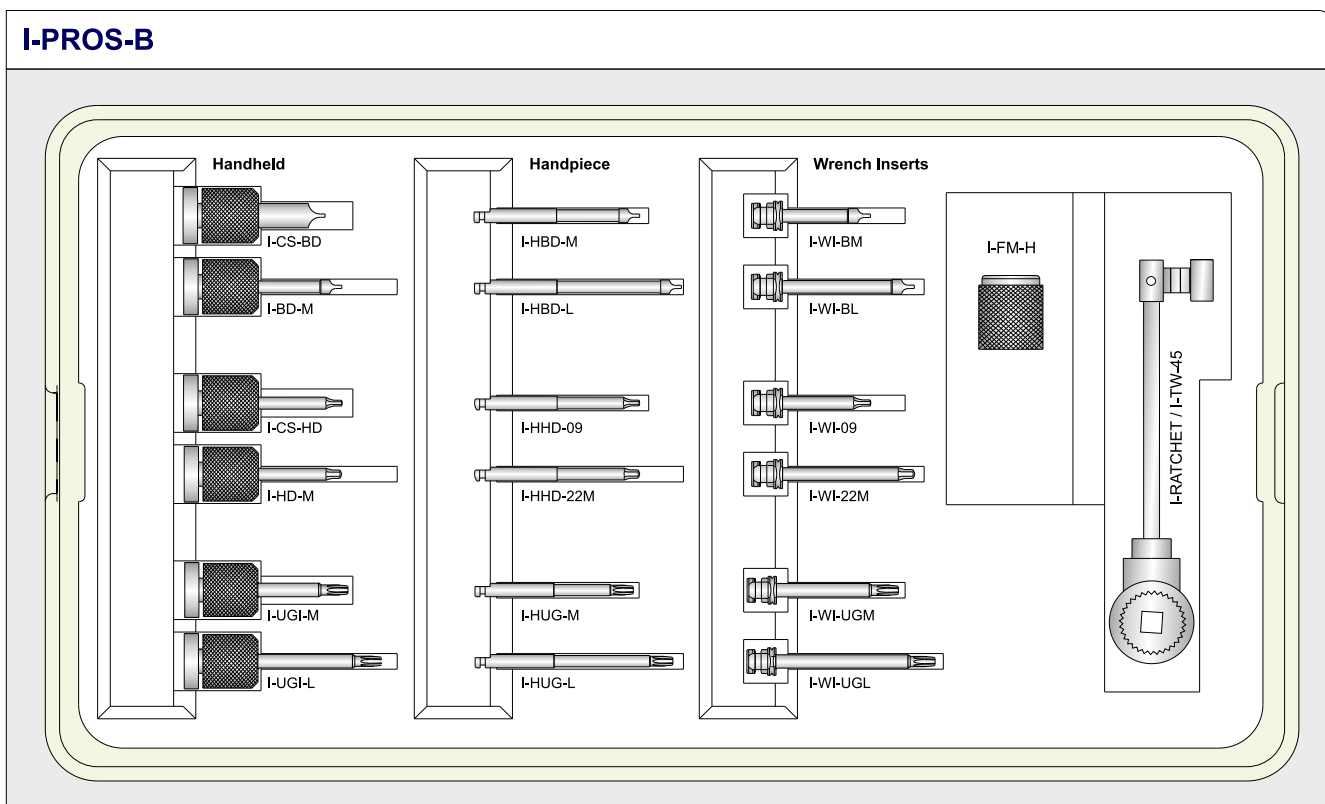 I-PROS-B
Handheld
I-CS-BD
I-BD-M
I-CS-HD
I-HD-M
I-UGI-M
I-UGI-L
Handpiece
I-HBD-M
I-HBD-L
I-HHD-09
I-HHD-22M
I-HUG-M
I-HUG-L
Wrench Inserts
I-WI-BM
I-WI-BL
I-WI-09
I-WI-22M
I-WI-UGM
I-WI-UGL
I-FM-H
I-RATCHET / I-TW-45